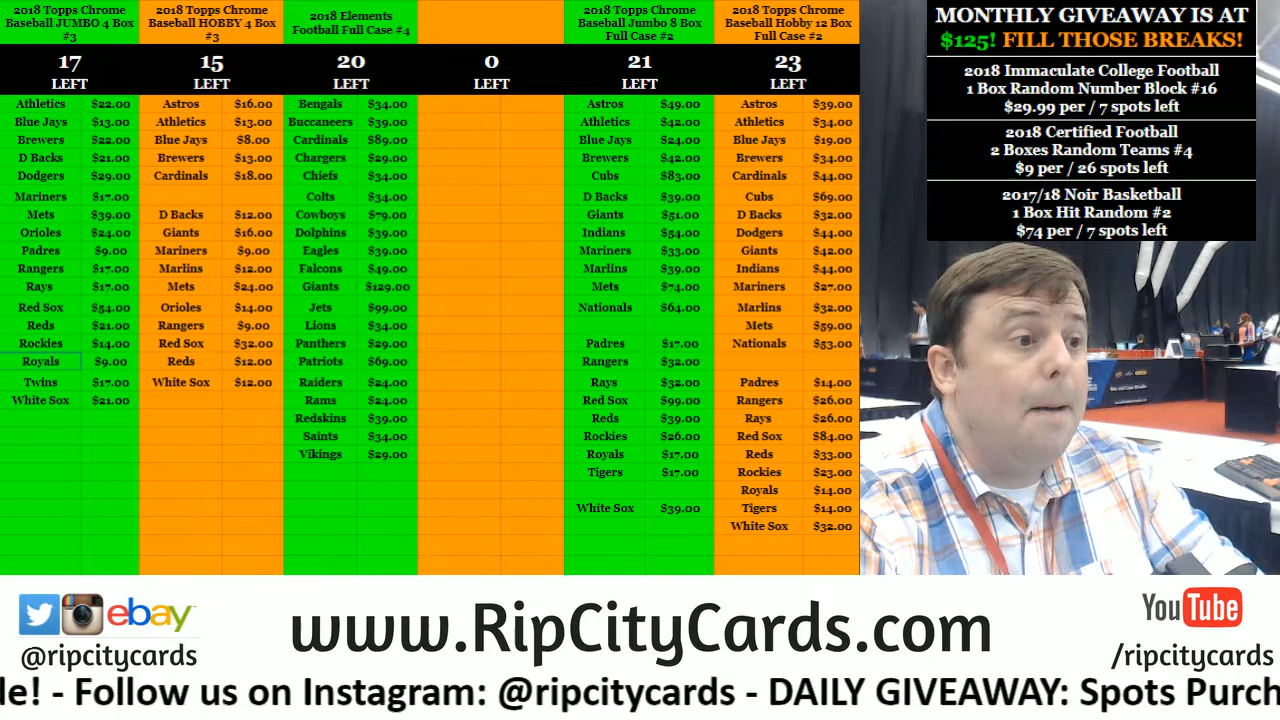 2018 Topps Chrome
Baseball JUMBO 4 Box
#3
17
LEFT
Athletics $22.00
Blue Jays $13.00
Brewers $22.00
D Backs $21.00
Dodgers $29.00
Mariners $17.00
Mets $39.00
Orioles $24.00
Padres $9.00
Rangers $17.00
Rays $17.00
Red Sox $54.00
Reds $21.00
Rockies $14.00
Royals $9.00
Twins $17.00
White Sox $21.00
2018 Topps Chrome
Baseball HOBBY 4 Box
#3
15
LEFT
Astros $16.00
Athletics $13.00
Blue Jays $8.00
Brewers $13.00
Cardinals $18.00
D Backs $12.00
Giants $16.00
Mariners $9.00
Marlins $12.00
Mets $24.00
Orioles $14.00
Rangers $9.00
Red Sox $32.00
Reds $12.00
White Sox $12.00
2018 Elements
Football Full Case #4
20
LEFT
Bengals $34.00
Buccaneers $39.00
Cardinals $89.00
Chargers $29.00
Chiefs $34.00
Colts $34.00
Cowboys $79.00
Dolphins $39.00
Eagles $39.00
Falcons $49.00
Giants $129.00
Jets $99.00
Lions $34.00
Panthers $29.00
Patriots $69.00
Raiders $24.00
Rams $24.00
Redskins $39.00
Saints $34.00
Vikings $29.00
0
LEFT
2018 Topps Chrome
Baseball Jumbo 8 Box
Full Case #2
21
LEFT
Astros $49.00
Athletics $42.00
Blue Jays $24.00
Brewers $42.00
Cubs $83.00
D Backs $39.00
Giants $51.00
Indians $54.00
Mariners $33.00
Marlins $39.00
Mets $74.00
Nationals $64.00
Padres $17.00
Rangers $32.00
Rays $32.00
Red Sox $99.00
Reds $39.00
Rockies $26.00
Royals $17.00
Tigers $17.00
White Sox $39.00
2018 Topps Chrome
Baseball Hobby 12 Box
Full Case #2
23
LEFT
Astros $39.00
Athletics $34.00
Blue Jays $19.00
Brewers $34.00
Cardinals $44.00
Cubs $69.00
D Backs $32.00
Dodgers $44.00
Giants $42.00
Indians $44.00
Mariners $27.00
Marlins $32.00
Mets $59.00
Nationals $53.00
Padres $14.00
Rangers $26.00
Rays $26.00
Red Sox $84.00
Reds $33.00
Rockies $23.00
Royals $14.00
Tigers $14.00
White Sox $32.00
MONTHLY GIVEAWAY IS AT
$125! FILL THOSE BREAKS!
2018 Immaculate College Football
1 Box Random Number Block #16
$29.99 per / 7 spots left
2018 Certified Football
2 Boxes Random Teams #4
$9 per / 26 spots left
2017/18 Noir Basketball
1 Box Hit Random #2
$74 per / 7 spots left
ebay
@ripcitycards
www.RipCityCards.com
YouTube
/ripcitycards
de! - Follow us on Instagram: @ripcitycards - DAILY GIVEAWAY: Spots Purch